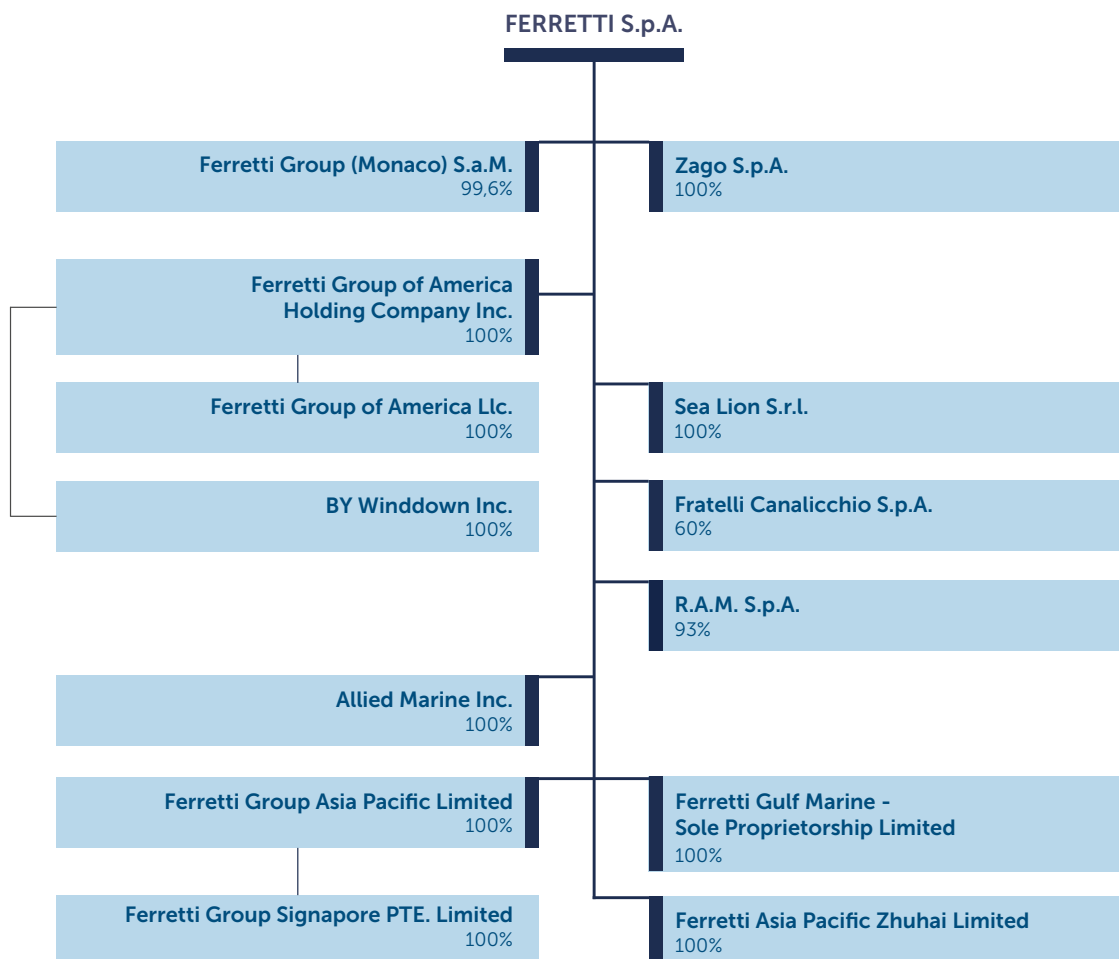 FERRETTI S.p.A.
Ferretti Group (Monaco) S.a.M.
99,6%
Zago S.p.A.
100%
Ferretti Group of America
Holding Company Inc.
100%
Ferretti Group of America Llc.
100%
Sea Lion S.r.l.
100%
BY Winddown Inc.
100%
Fratelli Canalicchio S.p.A.
60%
R.A.M. S.p.A.
93%
Allied Marine Inc.
100%
Ferretti Group Asia Pacific Limited
100%
Ferretti Gulf Marine -
Sole Proprietorship Limited
100%
Ferretti Group Signapore PTE. Limited
100%
Ferretti Asia Pacific Zhuhai Limited
100%